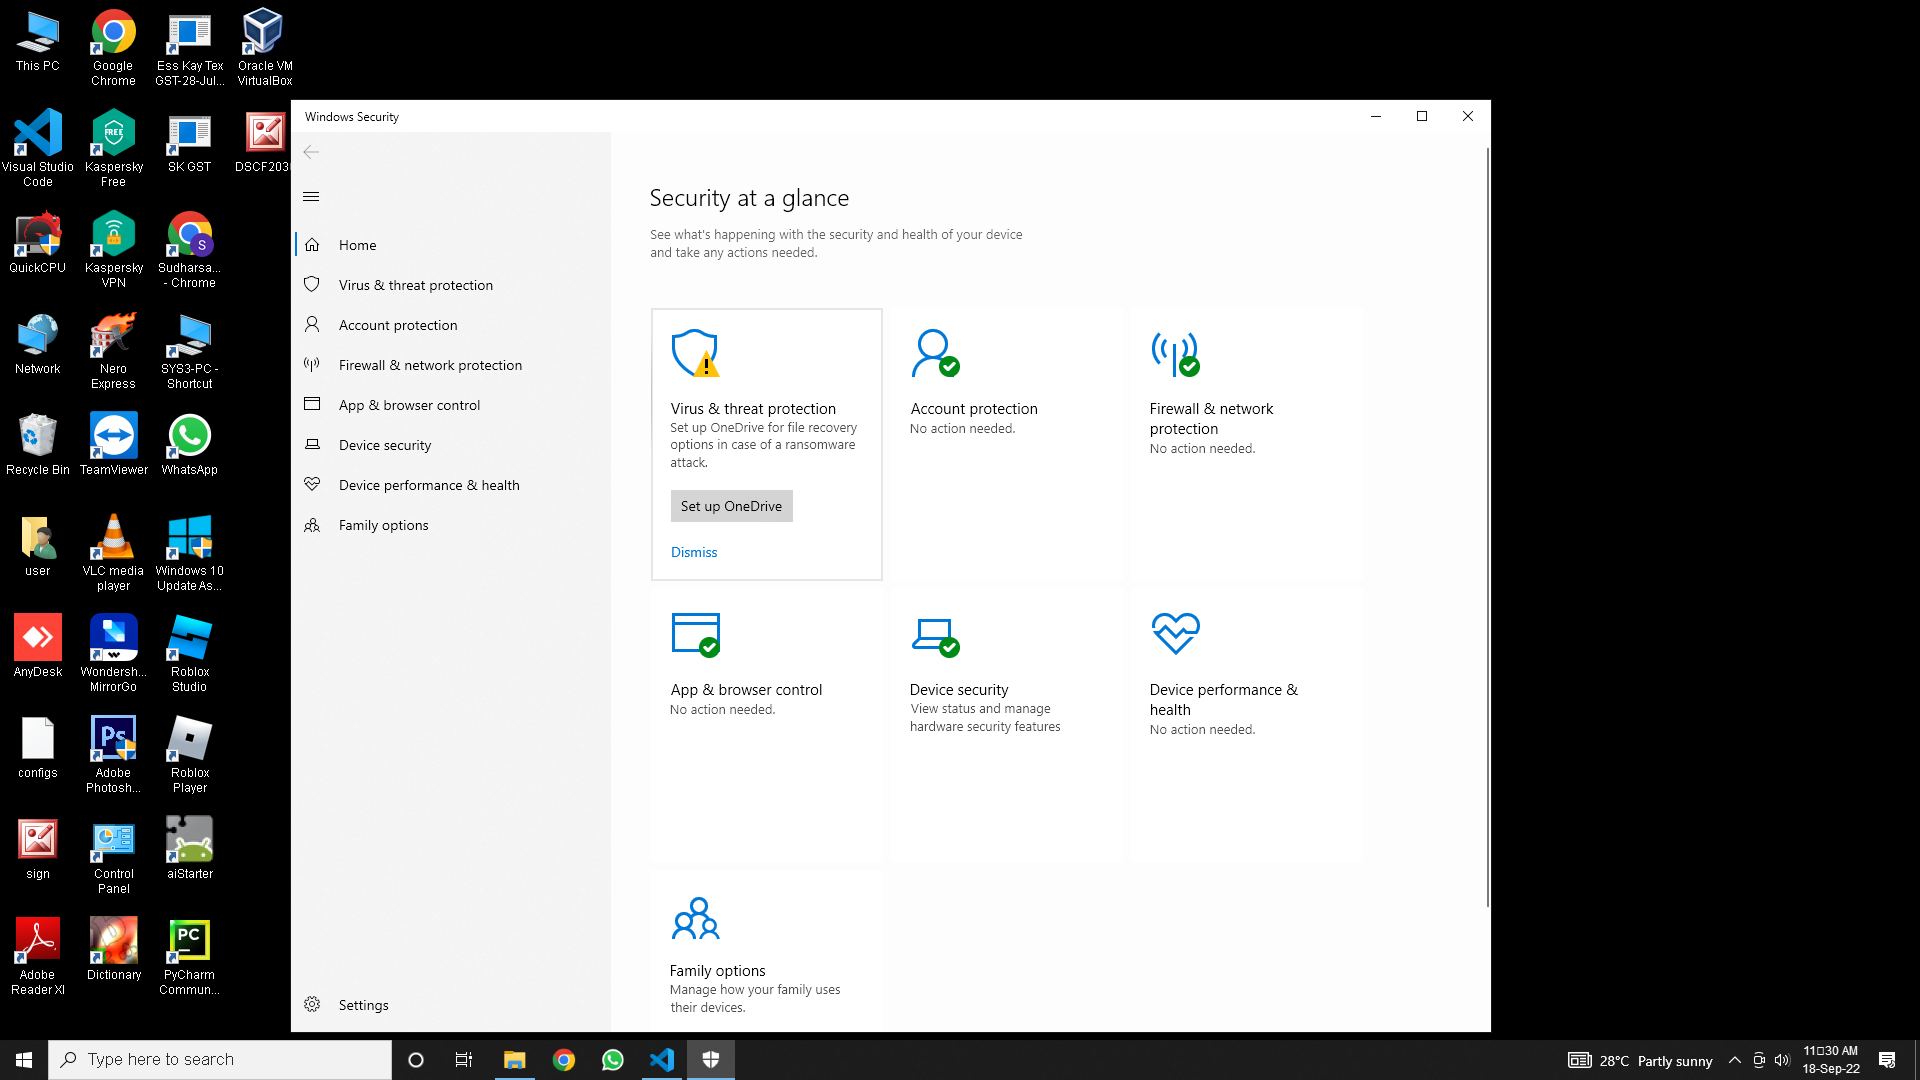 This PC
Google
Chrome
Ess Kay Tex
GST-28-Jul...
Oracle VM
VirtualBox
Visual Studio
Code
Kaspersky
Free
SK GST
DSCF203
QuickCPU
Kaspersky
VPN
Sudharsa...
- Chrome
Network
Nero
Express
SYS3-PC -
Shortcut
Recycle Bin
TeamViewer
WhatsApp
user
VLC media
player
Windows 10
Update As...
AnyDesk
Wondersh...
MirrorGo
Roblox
Studio
configs
Adobe
Photosh...
Roblox
Player
sign
Control
Panel
aiStarter
Adobe
Reader XI
Dictionary
PyCharm
Commun...
FREE
S
Ps
PC
Windows Security
Home
Virus & threat protection
Account protection
Firewall & network protection
App & browser control
Device security
Device performance & health
Family options
Settings
Security at a glance
See what's happening with the security and health of your device
and take any actions needed.
Virus & threat protection
Set up OneDrive for file recovery
options in case of a ransomware
attack.
Set up OneDrive
Dismiss
Account protection
No action needed.
Firewall & network
protection
No action needed.
App & browser control
No action needed.
Device security
View status and manage
hardware security features
Device performance &
health
No action needed.
Family options
Manage how your family uses
their devices.
Type here to search
28°C Partly sunny
11□30 AM
18-Sep-22